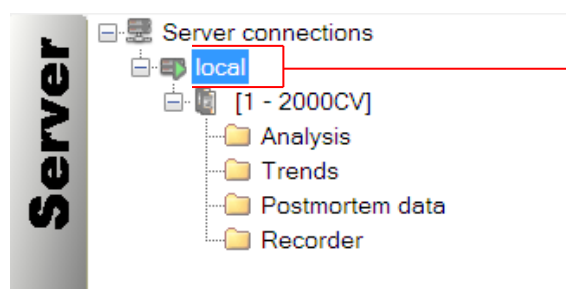 Server
Server connections
local
[1 - 2000CV]
Analysis
Trends
Postmortem data
Recorder